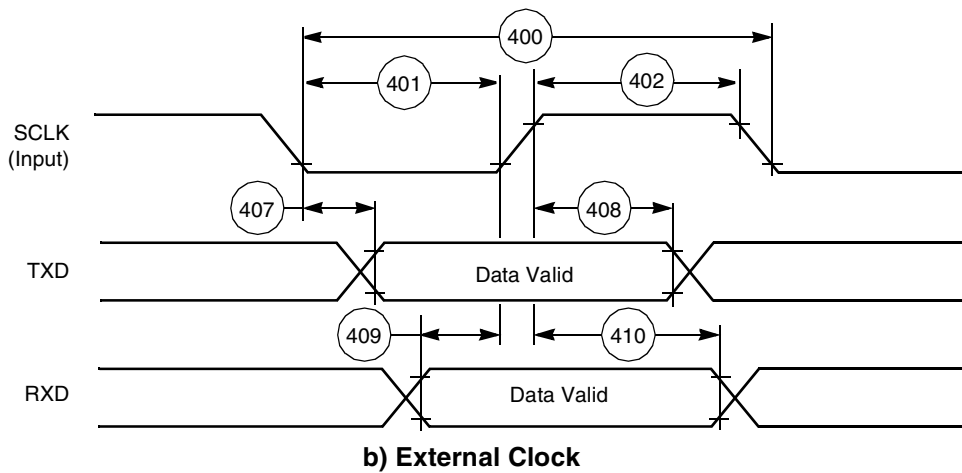 400
401
402
SCLK
(Input)
407
408
TXD
Data Valid
409
410
RXD
Data Valid
b) External Clock